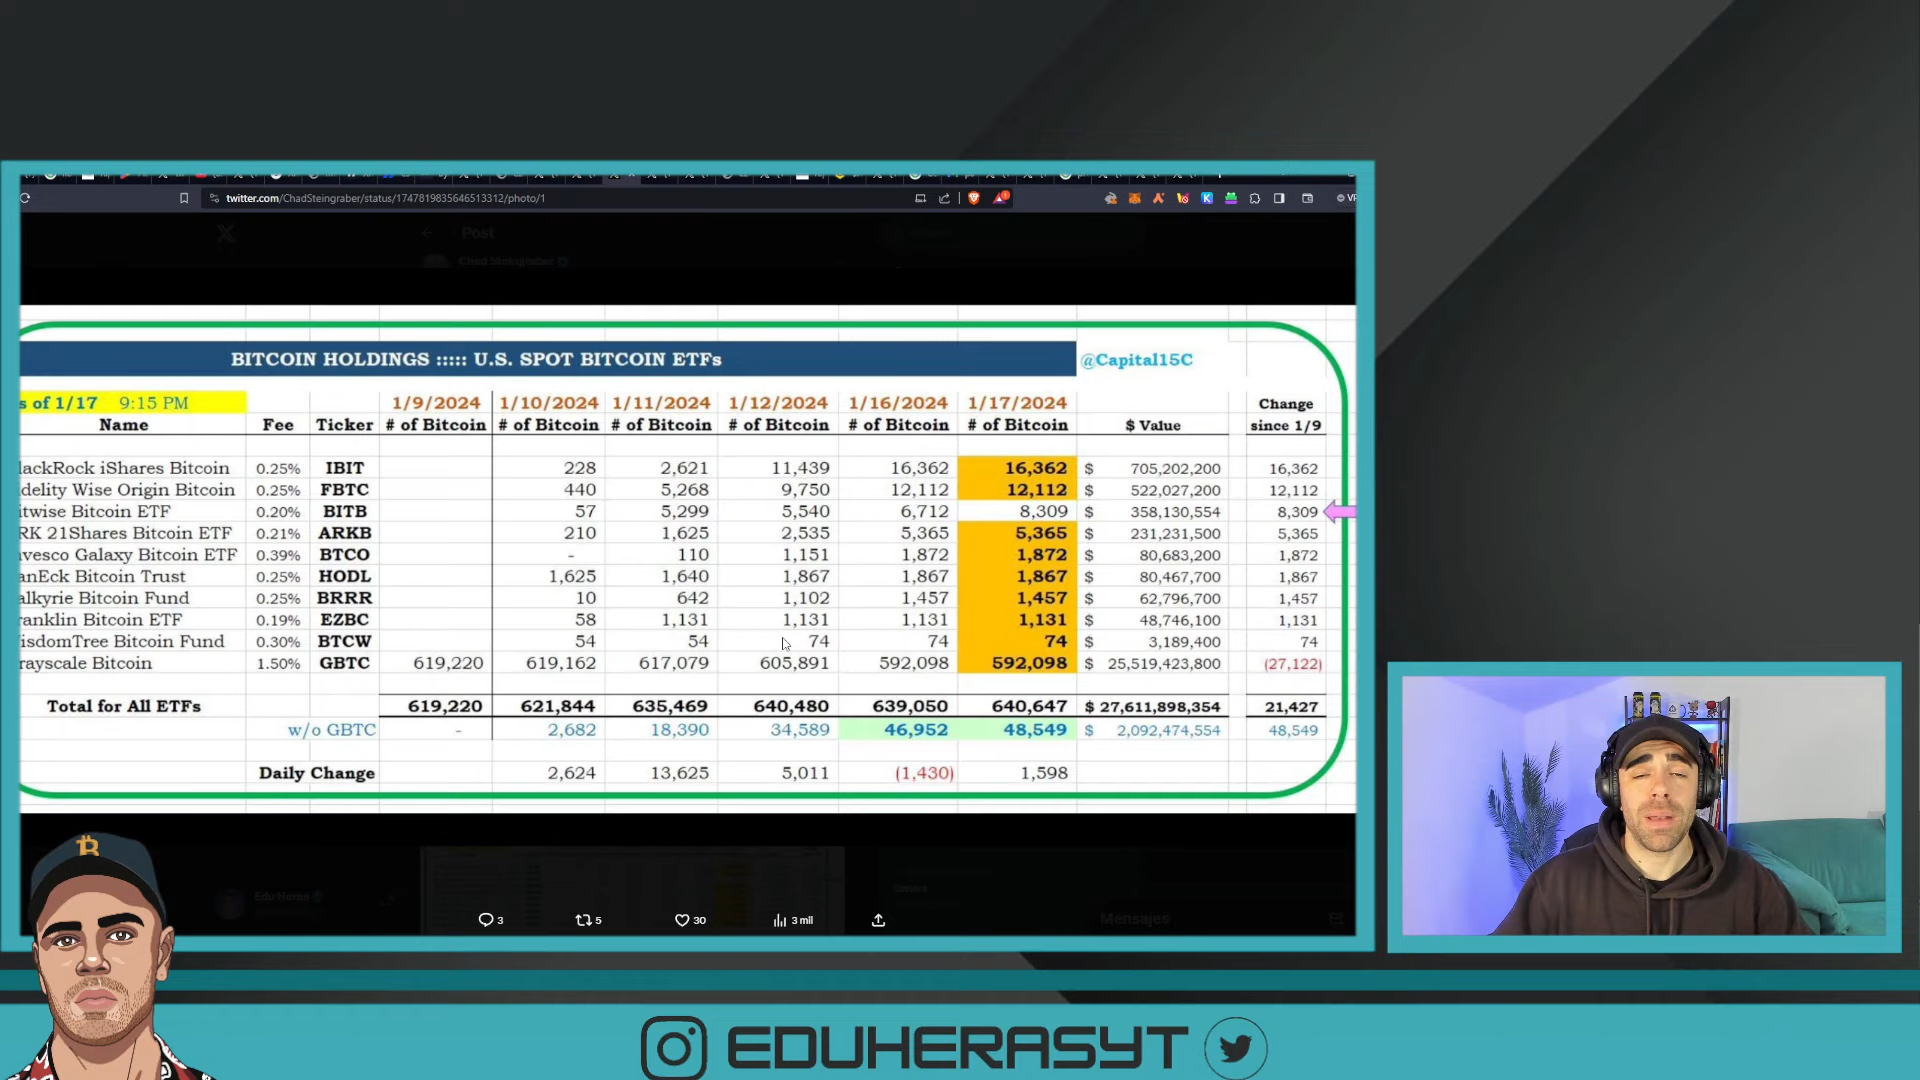 twitter.com/ChadSteingraber/status/1747819835646513312/photo/1
VP
Post
Chad Steingraber
BITCOIN HOLDINGS ::::: U.S. SPOT BITCOIN ETFs @Capital15C
s of 1/17 9:15 PM 1/9/2024 1/10/2024 1/11/2024 1/12/2024 1/16/2024 1/17/2024 Change
Name Fee Ticker # of Bitcoin # of Bitcoin # of Bitcoin # of Bitcoin # of Bitcoin # of Bitcoin $ Value since 1/9
lackRock iShares Bitcoin 0.25% IBIT 228 2,621 11,439 16,362 16,362 $ 705,202,200 16,362
idelity Wise Origin Bitcoin 0.25% FBTC 440 5,268 9,750 12,112 12,112 $ 522,027,200 12,112
itwise Bitcoin ETF 0.20% BITB 57 5,299 5,540 6,712 8,309 $ 358,130,554 8,309
RK 21Shares Bitcoin ETF 0.21% ARKB 210 1,625 2,535 5,365 5,365 $ 231,231,500 5,365
vesco Galaxy Bitcoin ETF 0.39% BTCO - 110 1,151 1,872 1,872 $ 80,683,200 1,872
anEck Bitcoin Trust 0.25% HODL 1,625 1,640 1,867 1,867 1,867 $ 80,467,700 1,867
alkyrie Bitcoin Fund 0.25% BRRR 10 642 1,102 1,457 1,457 $ 62,796,700 1,457
ranklin Bitcoin ETF 0.19% EZBC 58 1,131 1,131 1,131 1,131 $ 48,746,100 1,131
isdomTree Bitcoin Fund 0.30% BTCW 54 54 74 74 74 $ 3,189,400 74
rayscale Bitcoin 1.50% GBTC 619,220 619,162 617,079 605,891 592,098 592,098 $ 25,519,423,800 (27,122)
Total for All ETFs 619,220 621,844 635,469 640,480 639,050 640,647 $ 27,611,898,354 21,427
w/o GBTC - 2,682 18,390 34,589 46,952 48,549 $ 2,092,474,554 48,549
Daily Change 2,624 13,625 5,011 (1,430) 1,598
Edu Heras
Mensajes
3 5 30 3 mil
EDUHERASYT